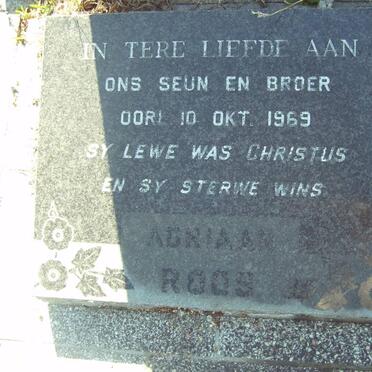 IN TERE LIEFDE AAN
ONS SEUN EN BROER
OORL 10 OKT. 1969
SY LEWE WAS CHRISTUS
EN SY STERWE WINS
ADRIAAN
ROOS